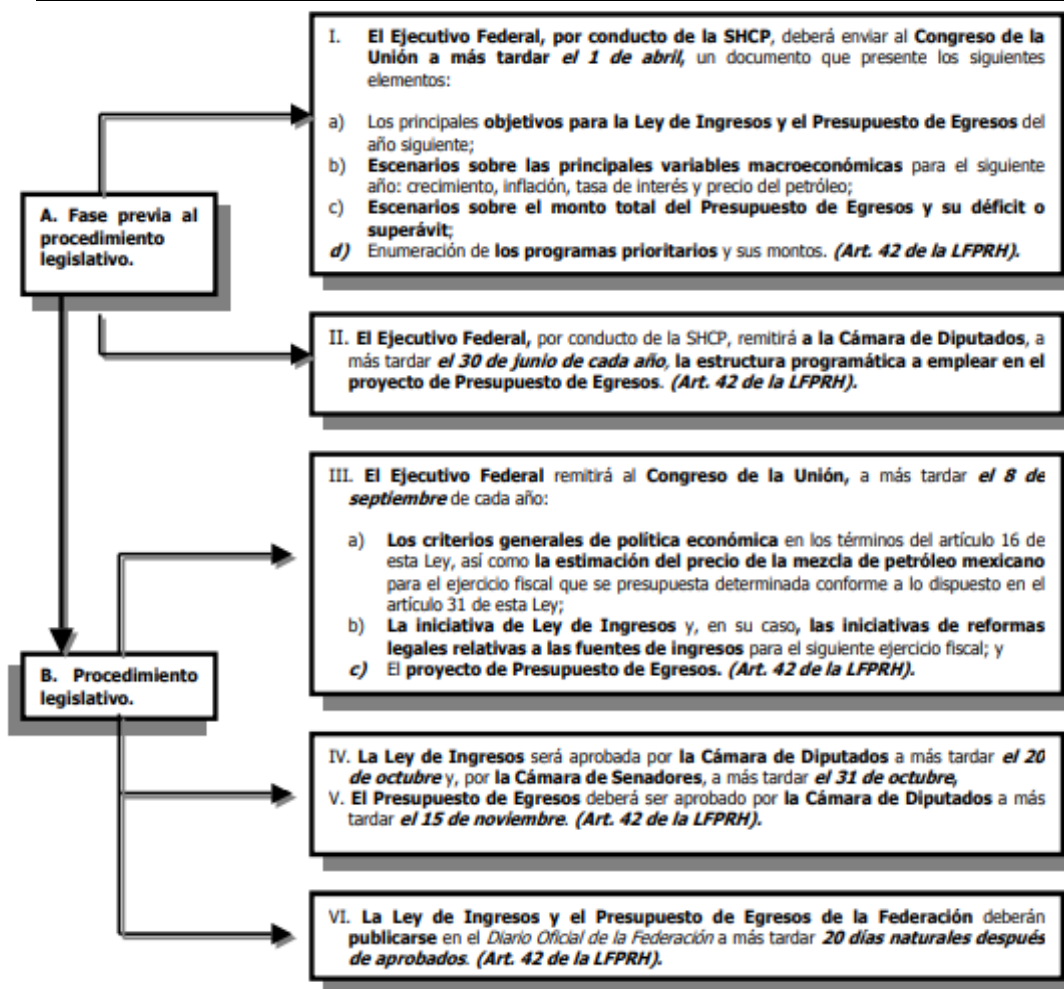 A. Fase previa al
procedimiento
legislativo.
I. El Ejecutivo Federal, por conducto de la SHCP, deberá enviar al Congreso de la
Unión a más tardar el 1 de abril, un documento que presente los siguientes
elementos:
a) Los principales objetivos para la Ley de Ingresos y el Presupuesto de Egresos del
año siguiente;
b) Escenarios sobre las principales variables macroeconómicas para el siguiente
año: crecimiento, inflación, tasa de interés y precio del petróleo;
c) Escenarios sobre el monto total del Presupuesto de Egresos y su déficit o
superávit;
d) Enumeración de los programas prioritarios y sus montos. (Art. 42 de la LFPRH).
II. El Ejecutivo Federal, por conducto de la SHCP, remitirá a la Cámara de Diputados, a
más tardar el 30 de junio de cada año, la estructura programática a emplear en el
proyecto de Presupuesto de Egresos. (Art. 42 de la LFPRH).
B. Procedimiento
legislativo.
III. El Ejecutivo Federal remitirá al Congreso de la Unión, a más tardar el 8 de
septiembre de cada año:
a) Los criterios generales de política económica en los términos del artículo 16 de
esta Ley, así como la estimación del precio de la mezcla de petróleo mexicano
para el ejercicio fiscal que se presupuesta determinada conforme a lo dispuesto en el
artículo 31 de esta Ley;
b) La iniciativa de Ley de Ingresos y, en su caso, las iniciativas de reformas
legales relativas a las fuentes de ingresos para el siguiente ejercicio fiscal; y
c) El proyecto de Presupuesto de Egresos. (Art. 42 de la LFPRH).
IV. La Ley de Ingresos será aprobada por la Cámara de Diputados a más tardar el 20
de octubre y, por la Cámara de Senadores, a más tardar el 31 de octubre,
V. El Presupuesto de Egresos deberá ser aprobado por la Cámara de Diputados a más
tardar el 15 de noviembre. (Art. 42 de la LFPRH).
VI. La Ley de Ingresos y el Presupuesto de Egresos de la Federación deberán
publicarse en el Diario Oficial de la Federación a más tardar 20 días naturales después
de aprobados. (Art. 42 de la LFPRH).